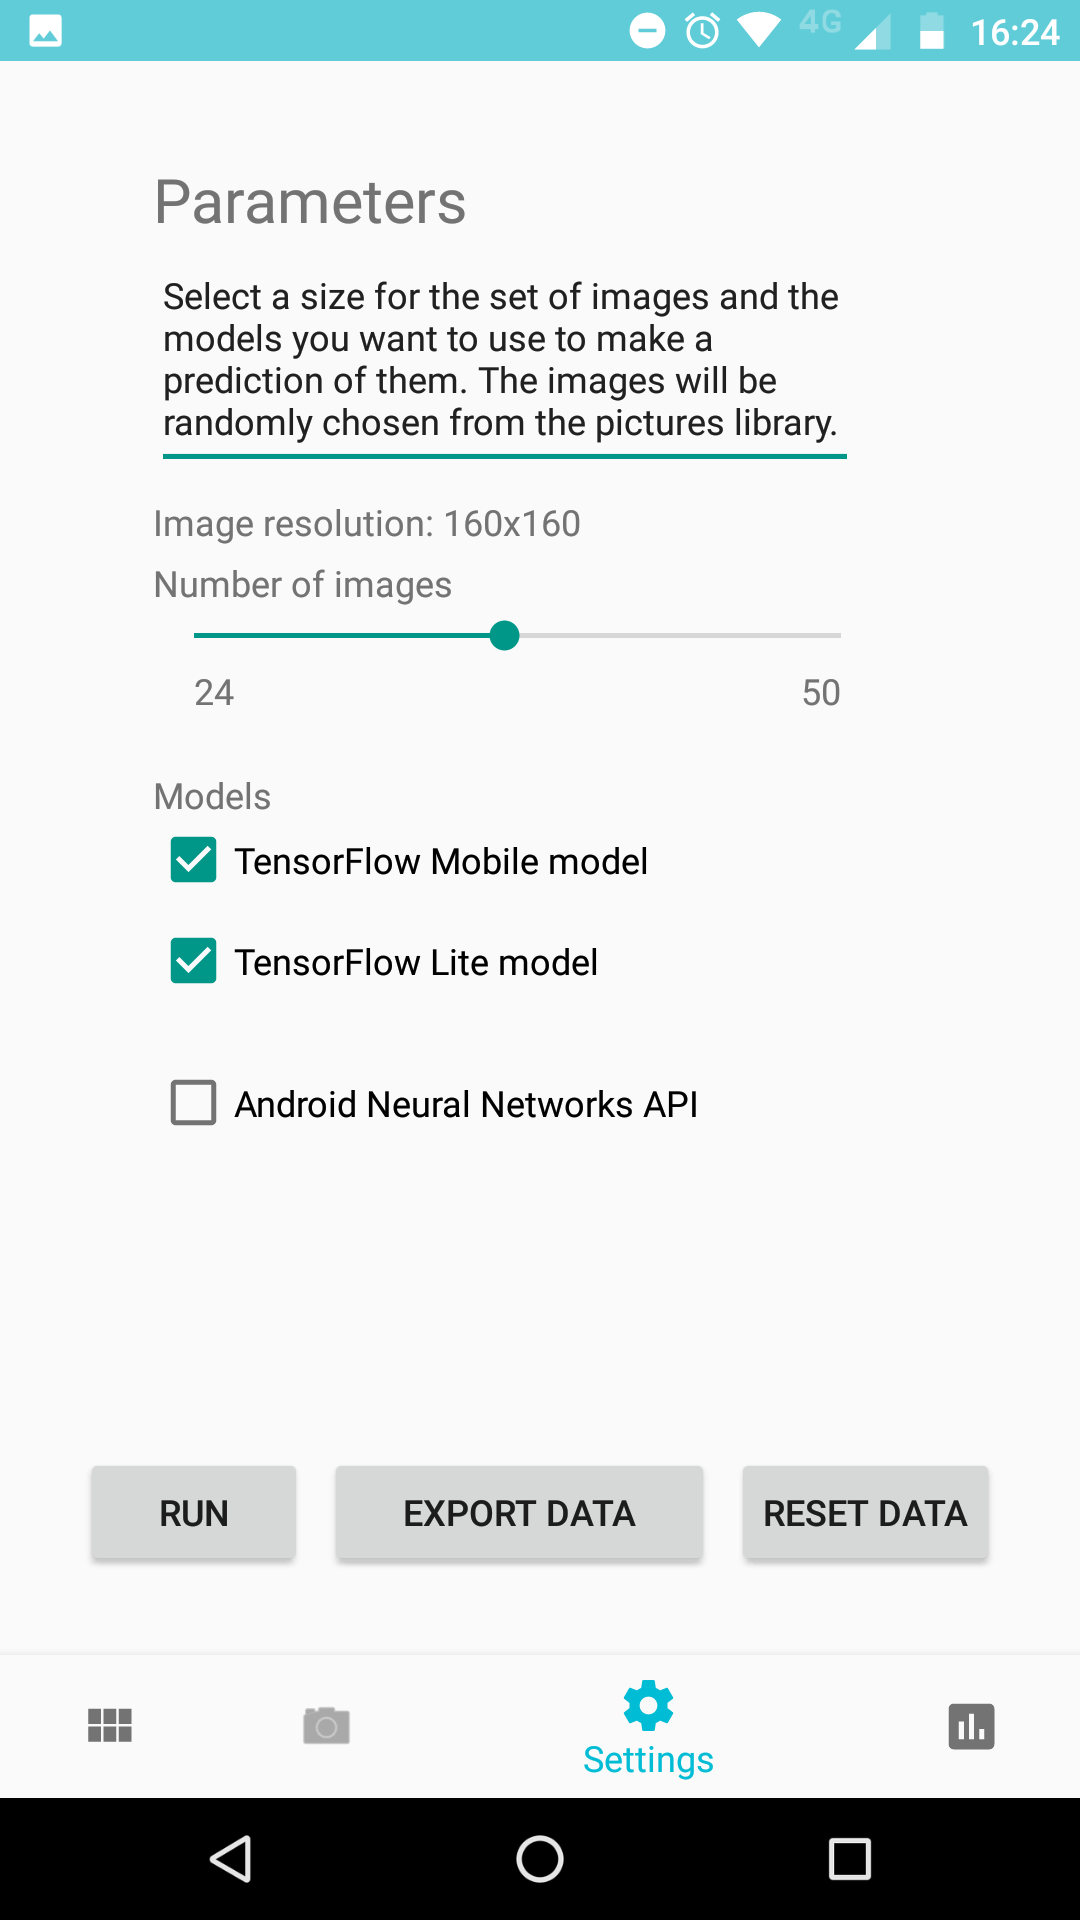 4G 16:24
Parameters
Select a size for the set of images and the
models you want to use to make a
prediction of them. The images will be
randomly chosen from the pictures library.
Image resolution: 160x160
Number of images
24 50
Models
TensorFlow Mobile model
TensorFlow Lite model
Android Neural Networks API
RUN EXPORT DATA RESET DATA
Settings